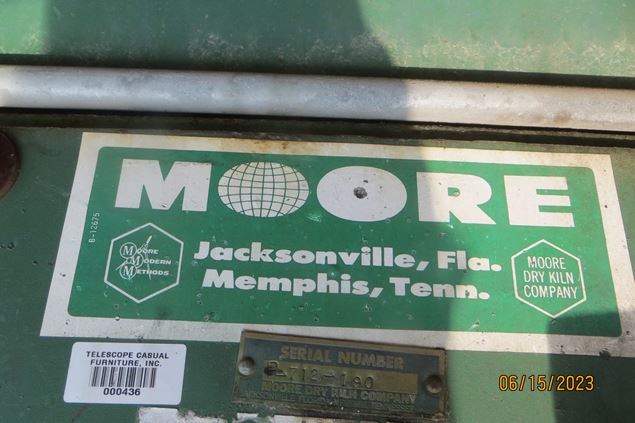 MOORE
B-12675
MOORE
MODERN
METHODS
Jacksonville, Fla.
Memphis, Tenn.
MOORE
DRY KILN
COMPANY
TELESCOPE CASUAL
FURNITURE, INC.
000436
SERIAL NUMBER
MOORE DRY KILN COMPANY
06/15/2023